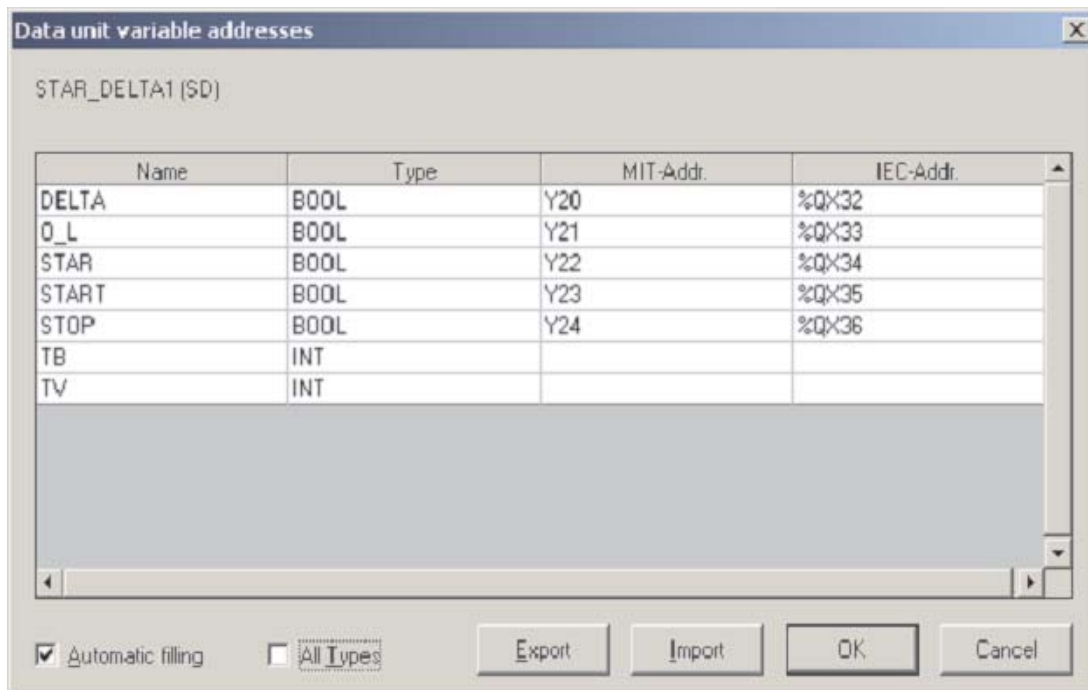 Data unit variable addresses
STAR_DELTA1 (SD)
Name Type MIT-Addr. IEC-Addr.
DELTA BOOL Y20 %QX32
O_L BOOL Y21 %QX33
STAR BOOL Y22 %QX34
START BOOL Y23 %QX35
STOP BOOL Y24 %QX36
TB INT
TV INT
Automatic filling All Types Export Import OK Cancel